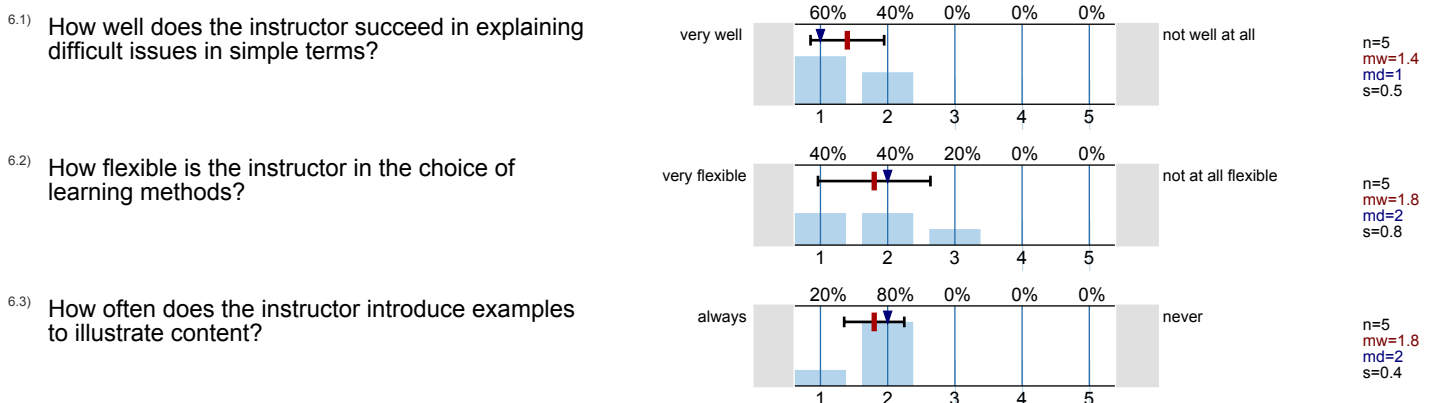 6.1) How well does the instructor succeed in explaining
difficult issues in simple terms?
60% 40% 0% 0% 0%
very well not well at all
1 2 3 4 5
n=5
mw=1.4
md=1
s=0.5
6.2) How flexible is the instructor in the choice of
learning methods?
40% 40% 20% 0% 0%
very flexible not at all flexible
1 2 3 4 5
n=5
mw=1.8
md=2
s=0.8
6.3) How often does the instructor introduce examples
to illustrate content?
20% 80% 0% 0% 0%
always never
1 2 3 4 5
n=5
mw=1.8
md=2
s=0.4